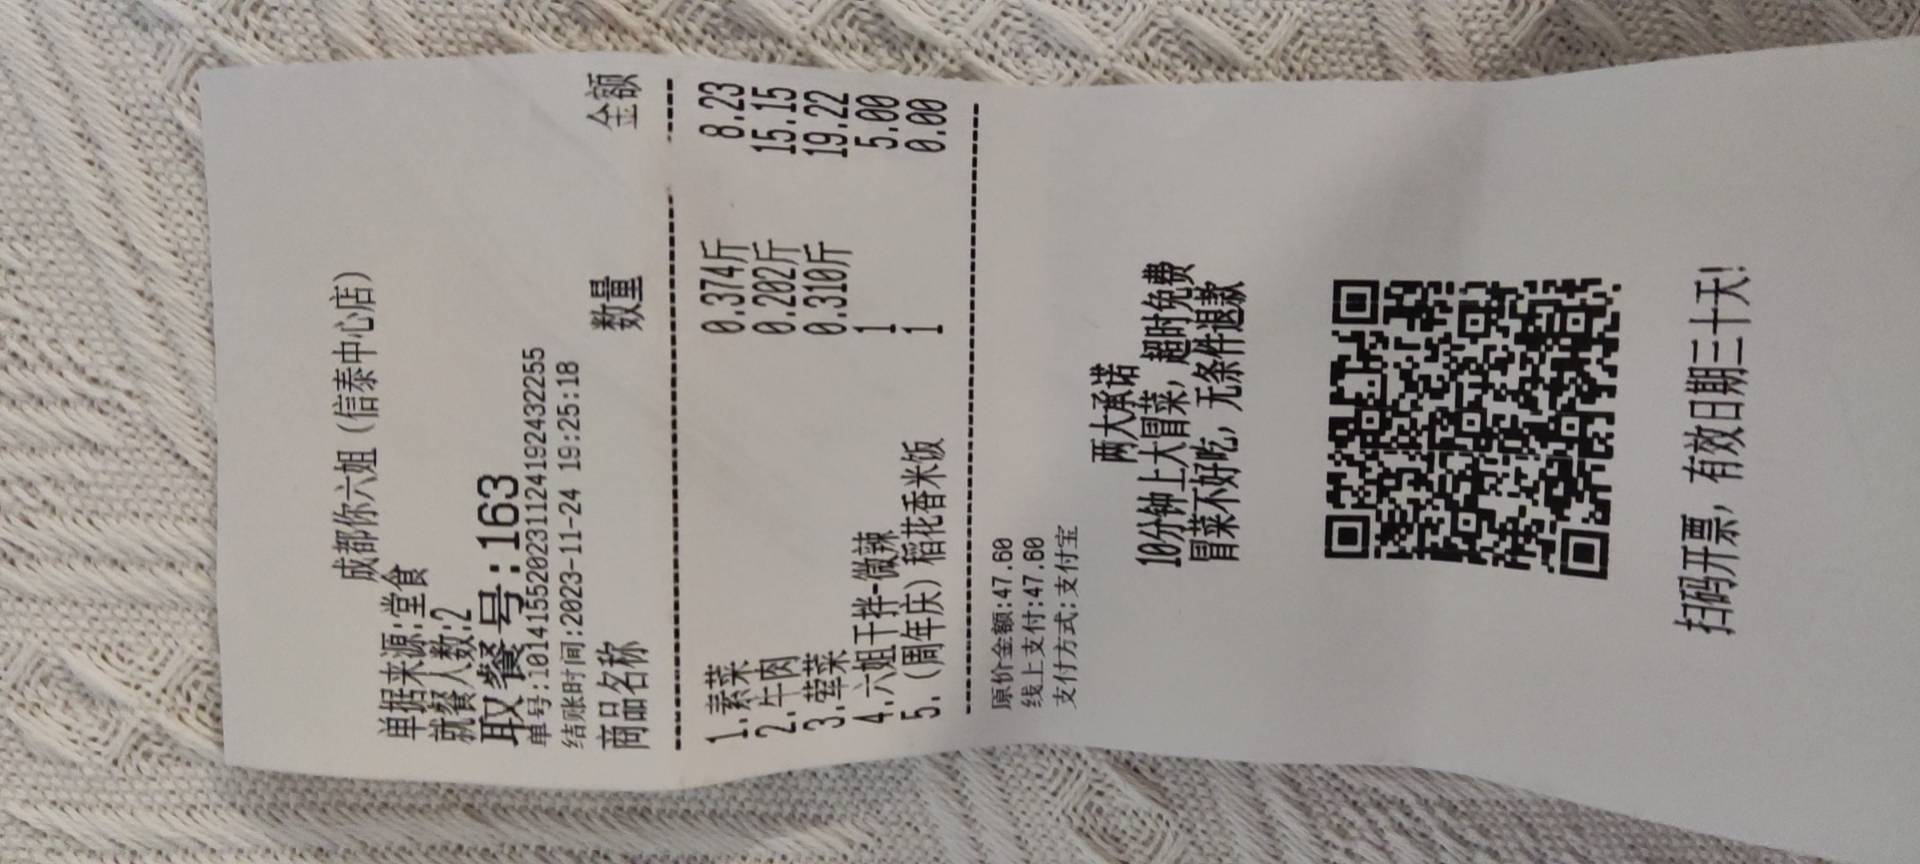 成都你六姐（信泰中心店）
单据来源:堂食
就餐人数:2
取餐号:163
单号:101415520231124192432255
结账时间:2023-11-24 19:25:18
商品名称 数量 金额
1.素菜 0.374斤 8.23
2.牛肉 0.202斤 15.15
3.荤菜 0.310斤 19.22
4.六姐干拌-微辣 1 5.00
5.(周年庆)稻花香米饭 1 0.00
原价金额:47.60
线上支付:47.60
支付方式:支付宝
两大承诺
10分钟上大冒菜，超时免费
冒菜不好吃，无条件退款
扫码开票，有效日期三十天!